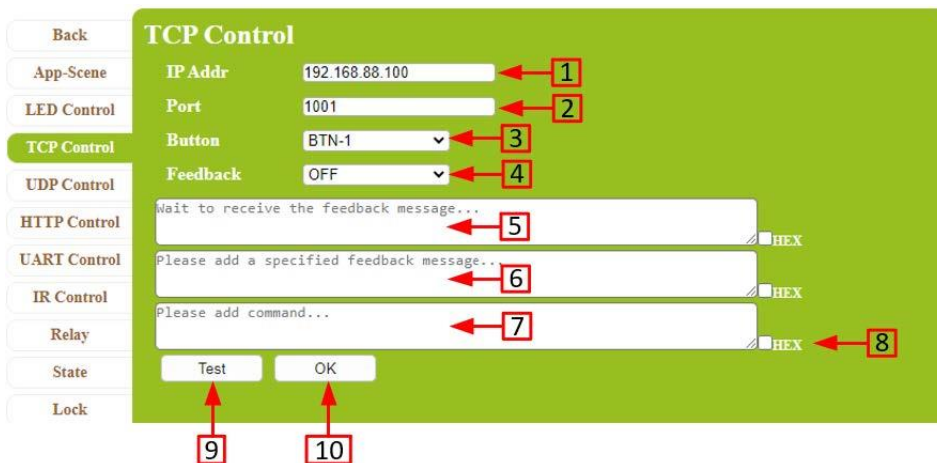 Back
App-Scene
LED Control
TCP Control
UDP Control
HTTP Control
UART Control
IR Control
Relay
State
Lock
TCP Control
IP Addr 192.168.88.100 1
Port 1001 2
Button BTN-1 3
Feedback OFF 4
Wait to receive the feedback message...
5
HEX
Please add a specified feedback message...
6
HEX
Please add command...
7
HEX 8
Test OK
9 10